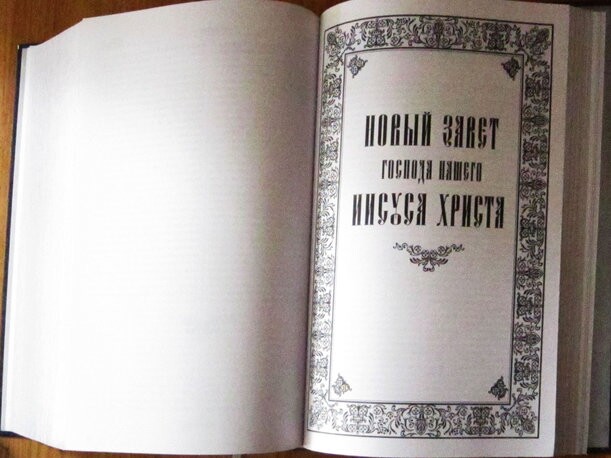 НОВЫЙ ЗАВЕТ
ГОСПОДА НАШЕГО
ИИСУСА ХРИСТА